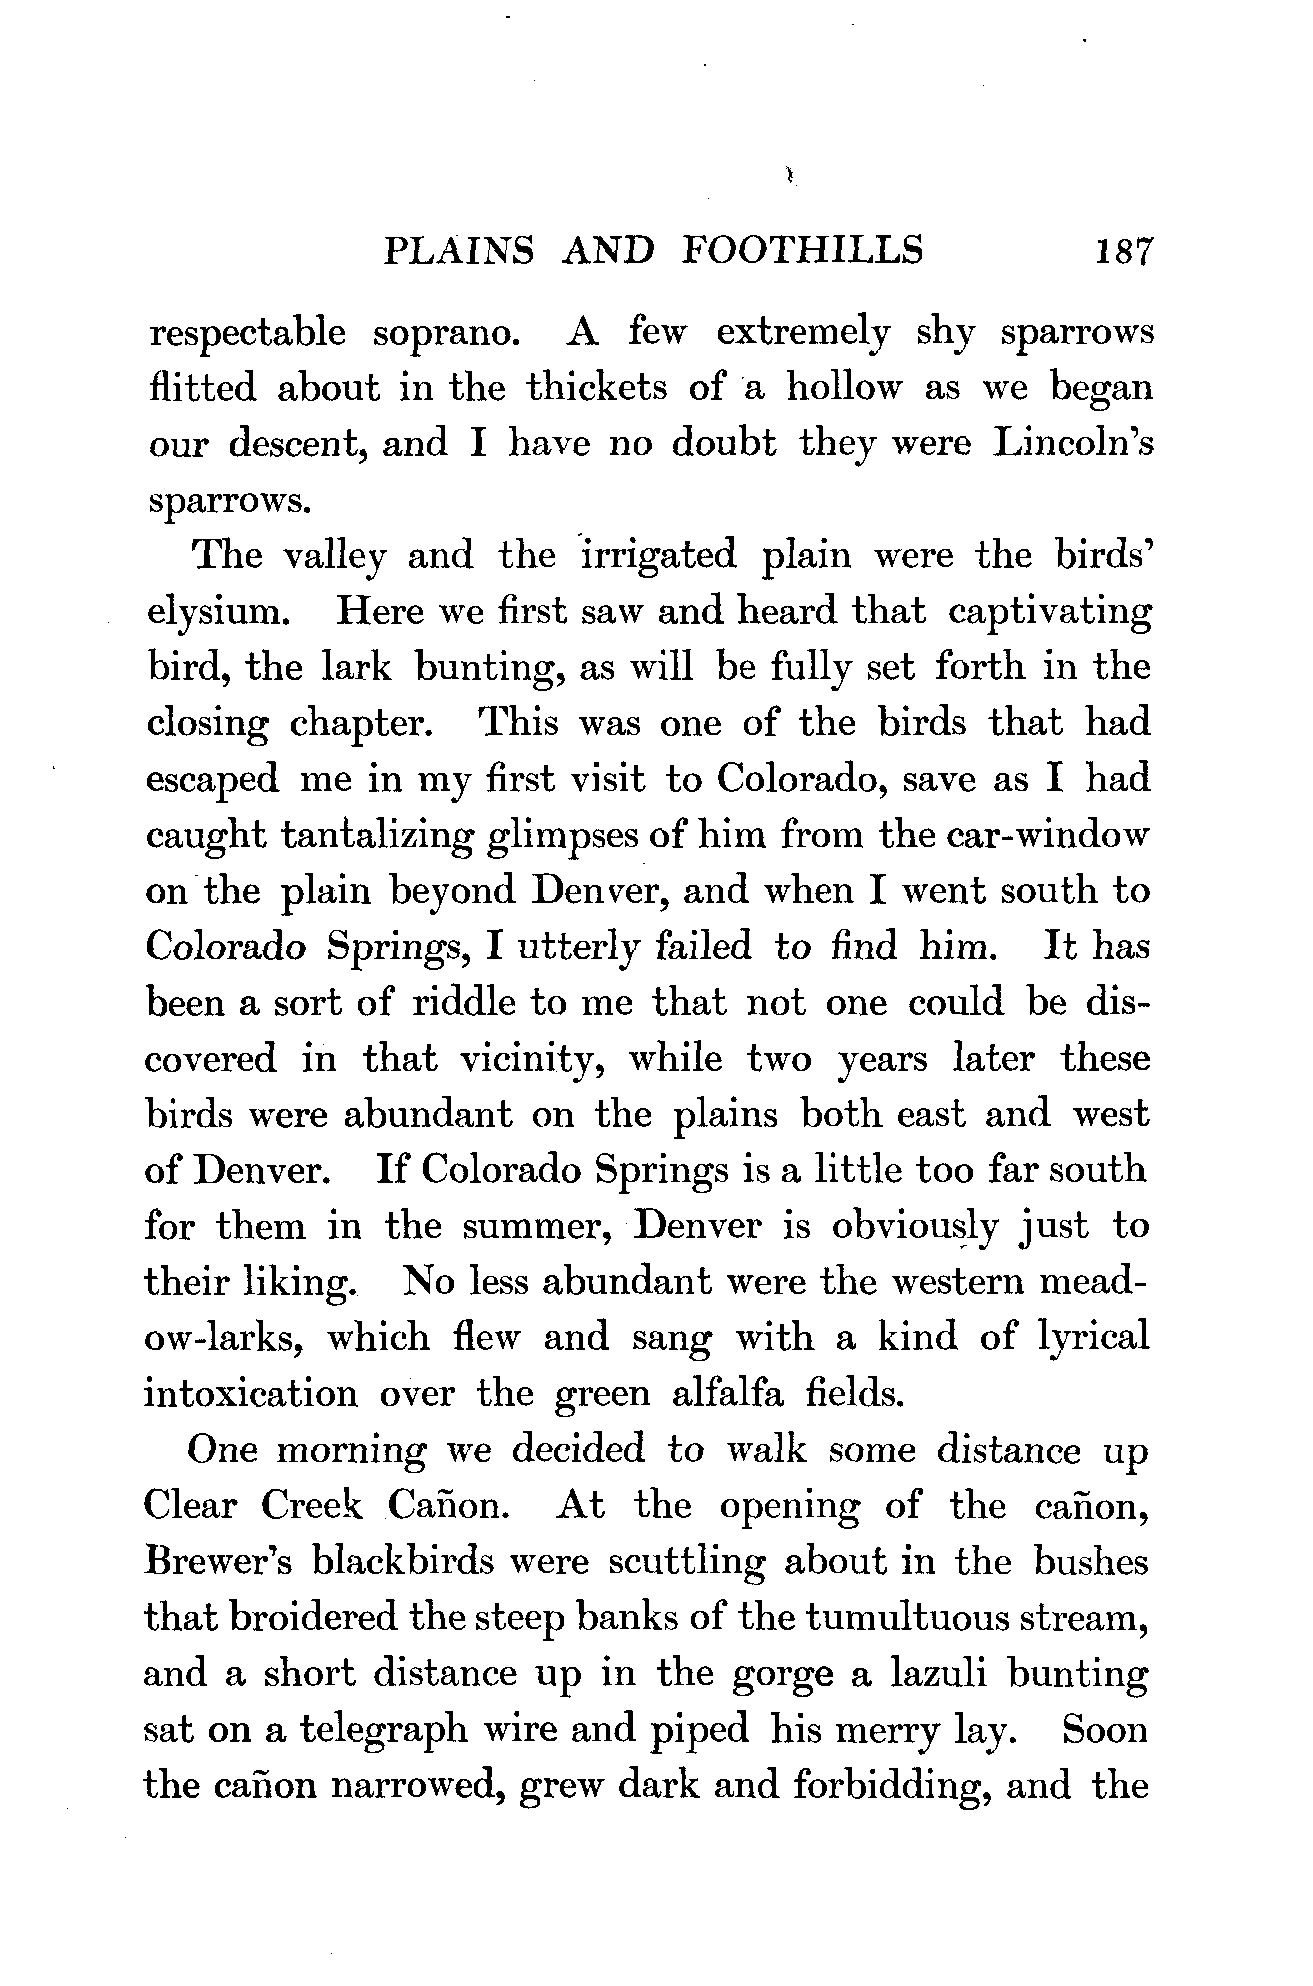 PLAINS AND FOOTHILLS 187
respectable soprano. A few extremely shy sparrows
flitted about in the thickets of a hollow as we began
our descent, and I have no doubt they were Lincoln's
sparrows.
The valley and the irrigated plain were the birds'
elysium. Here we first saw and heard that captivating
bird, the lark bunting, as will be fully set forth in the
closing chapter. This was one of the birds that had
escaped me in my first visit to Colorado, save as I had
caught tantalizing glimpses of him from the car-window
on the plain beyond Denver, and when I went south to
Colorado Springs, I utterly failed to find him. It has
been a sort of riddle to me that not one could be dis-
covered in that vicinity, while two years later these
birds were abundant on the plains both east and west
of Denver. If Colorado Springs is a little too far south
for them in the summer, Denver is obviously just to
their liking. No less abundant were the western mead-
ow-larks, which flew and sang with a kind of lyrical
intoxication over the green alfalfa fields.
One morning we decided to walk some distance up
Clear Creek Cañon. At the opening of the cañon,
Brewer's blackbirds were scuttling about in the bushes
that broidered the steep banks of the tumultuous stream,
and a short distance up in the gorge a lazuli bunting
sat on a telegraph wire and piped his merry lay. Soon
the cañon narrowed, grew dark and forbidding, and the